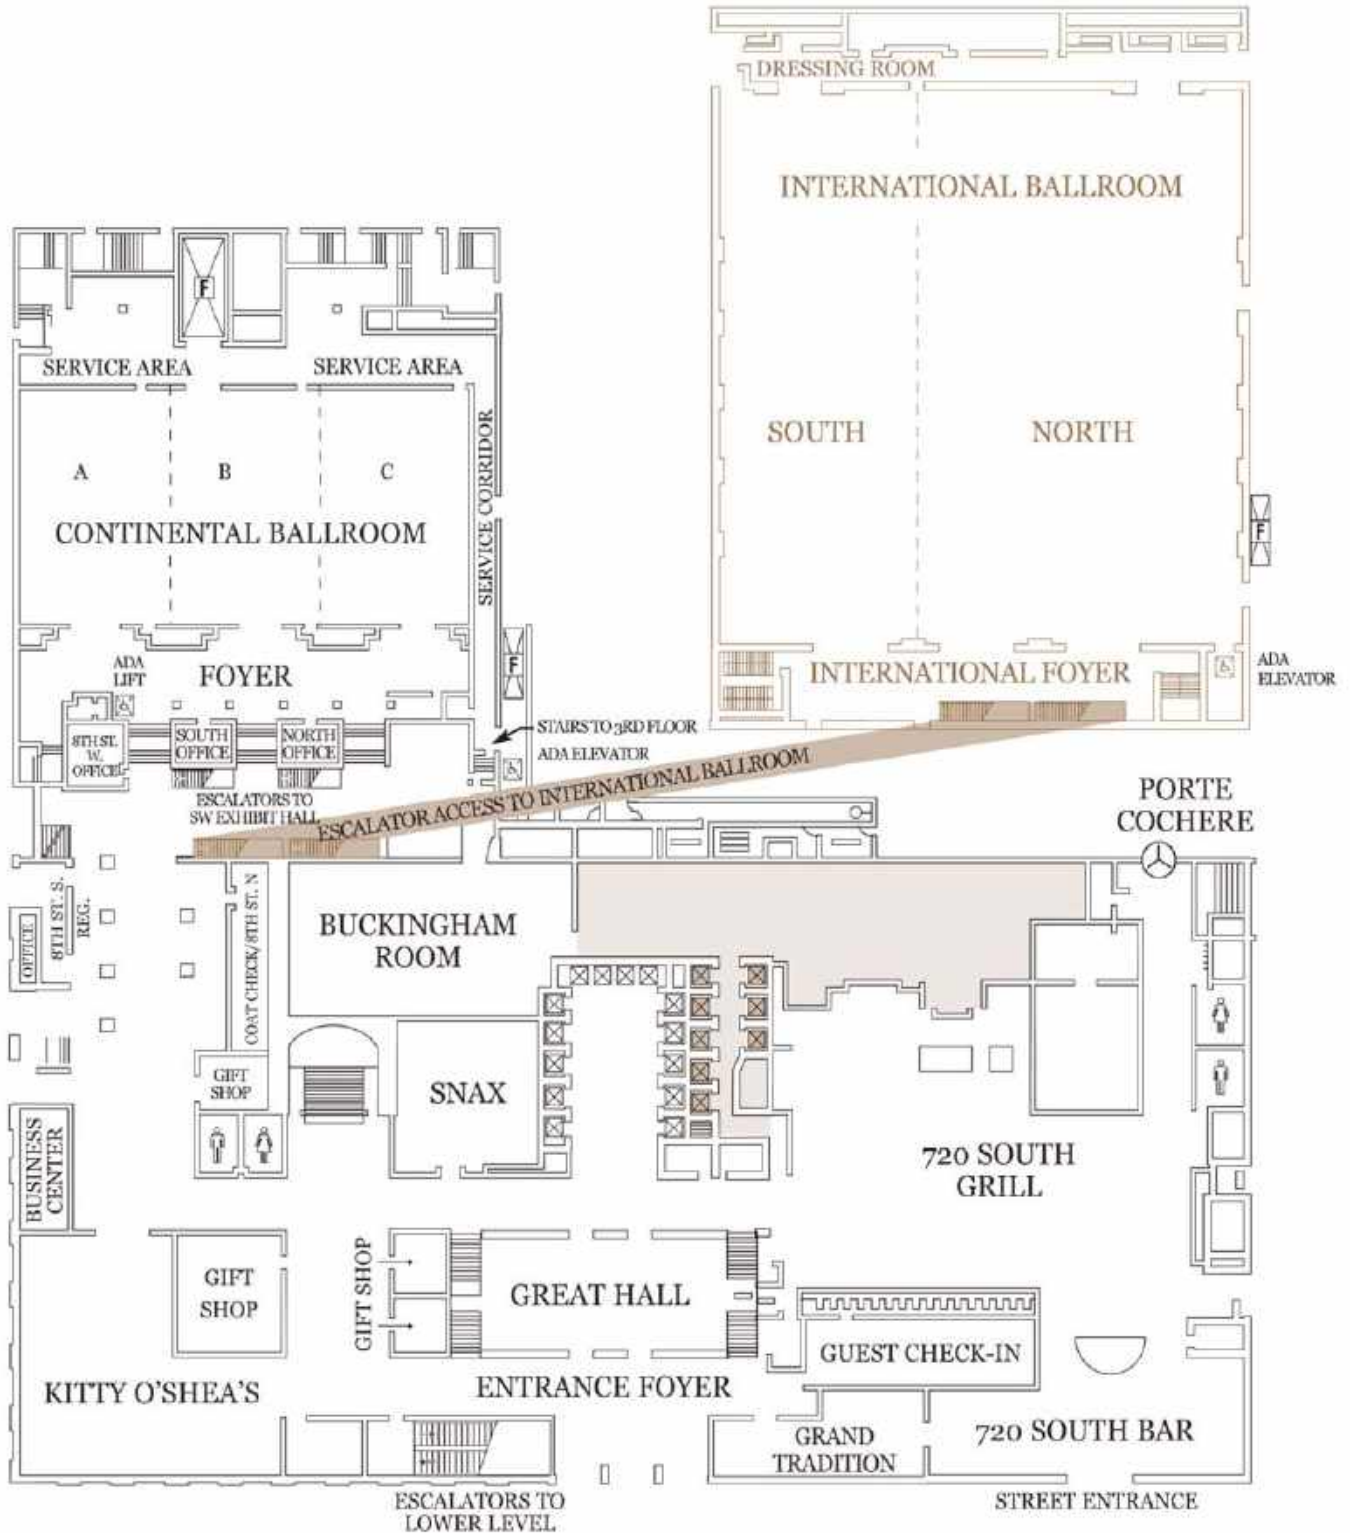 DRESSING ROOM
INTERNATIONAL BALLROOM
SOUTH
NORTH
F
INTERNATIONAL FOYER
ADA
ELEVATOR
F
SERVICE AREA
SERVICE AREA
A
B
C
CONTINENTAL BALLROOM
SERVICE CORRIDOR
F
ADA
LIFT
FOYER
8TH ST.
W.
OFFICE
SOUTH
OFFICE
NORTH
OFFICE
STAIRS TO 3RD FLOOR
ADA ELEVATOR
ESCALATORS TO
SW EXHIBIT HALL
ESCALATOR ACCESS TO INTERNATIONAL BALLROOM
PORTE
COCHERE
OFFICE
8TH ST. S.
REG.
COAT CHECK/8TH ST. N
BUCKINGHAM
ROOM
GIFT
SHOP
SNAX
720 SOUTH
GRILL
BUSINESS
CENTER
GIFT
SHOP
GIFT SHOP
GREAT HALL
GUEST CHECK-IN
KITTY O'SHEA'S
ENTRANCE FOYER
GRAND
TRADITION
720 SOUTH BAR
ESCALATORS TO
LOWER LEVEL
STREET ENTRANCE